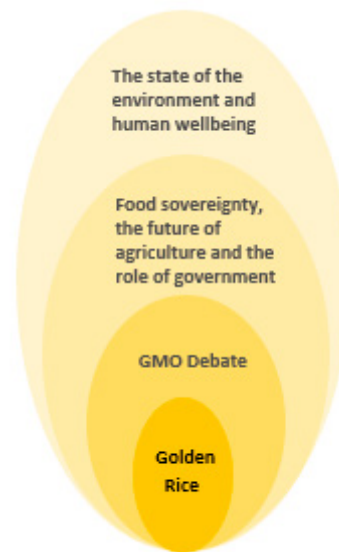 The state of the
environment and
human wellbeing
Food sovereignty,
the future of
agriculture and the
role of government
GMO Debate
Golden
Rice